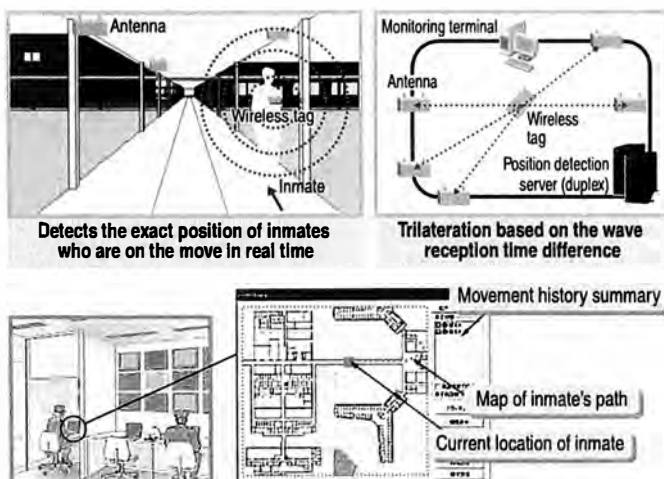 Antenna
Wireless tag
Inmate
Detects the exact position of inmates
who are on the move in real time
Monitoring terminal
Antenna
Wireless
tag
Position detection
server (duplex)
Trilateration based on the wave
reception time difference
Movement history summary
Map of inmate's path
Current location of inmate